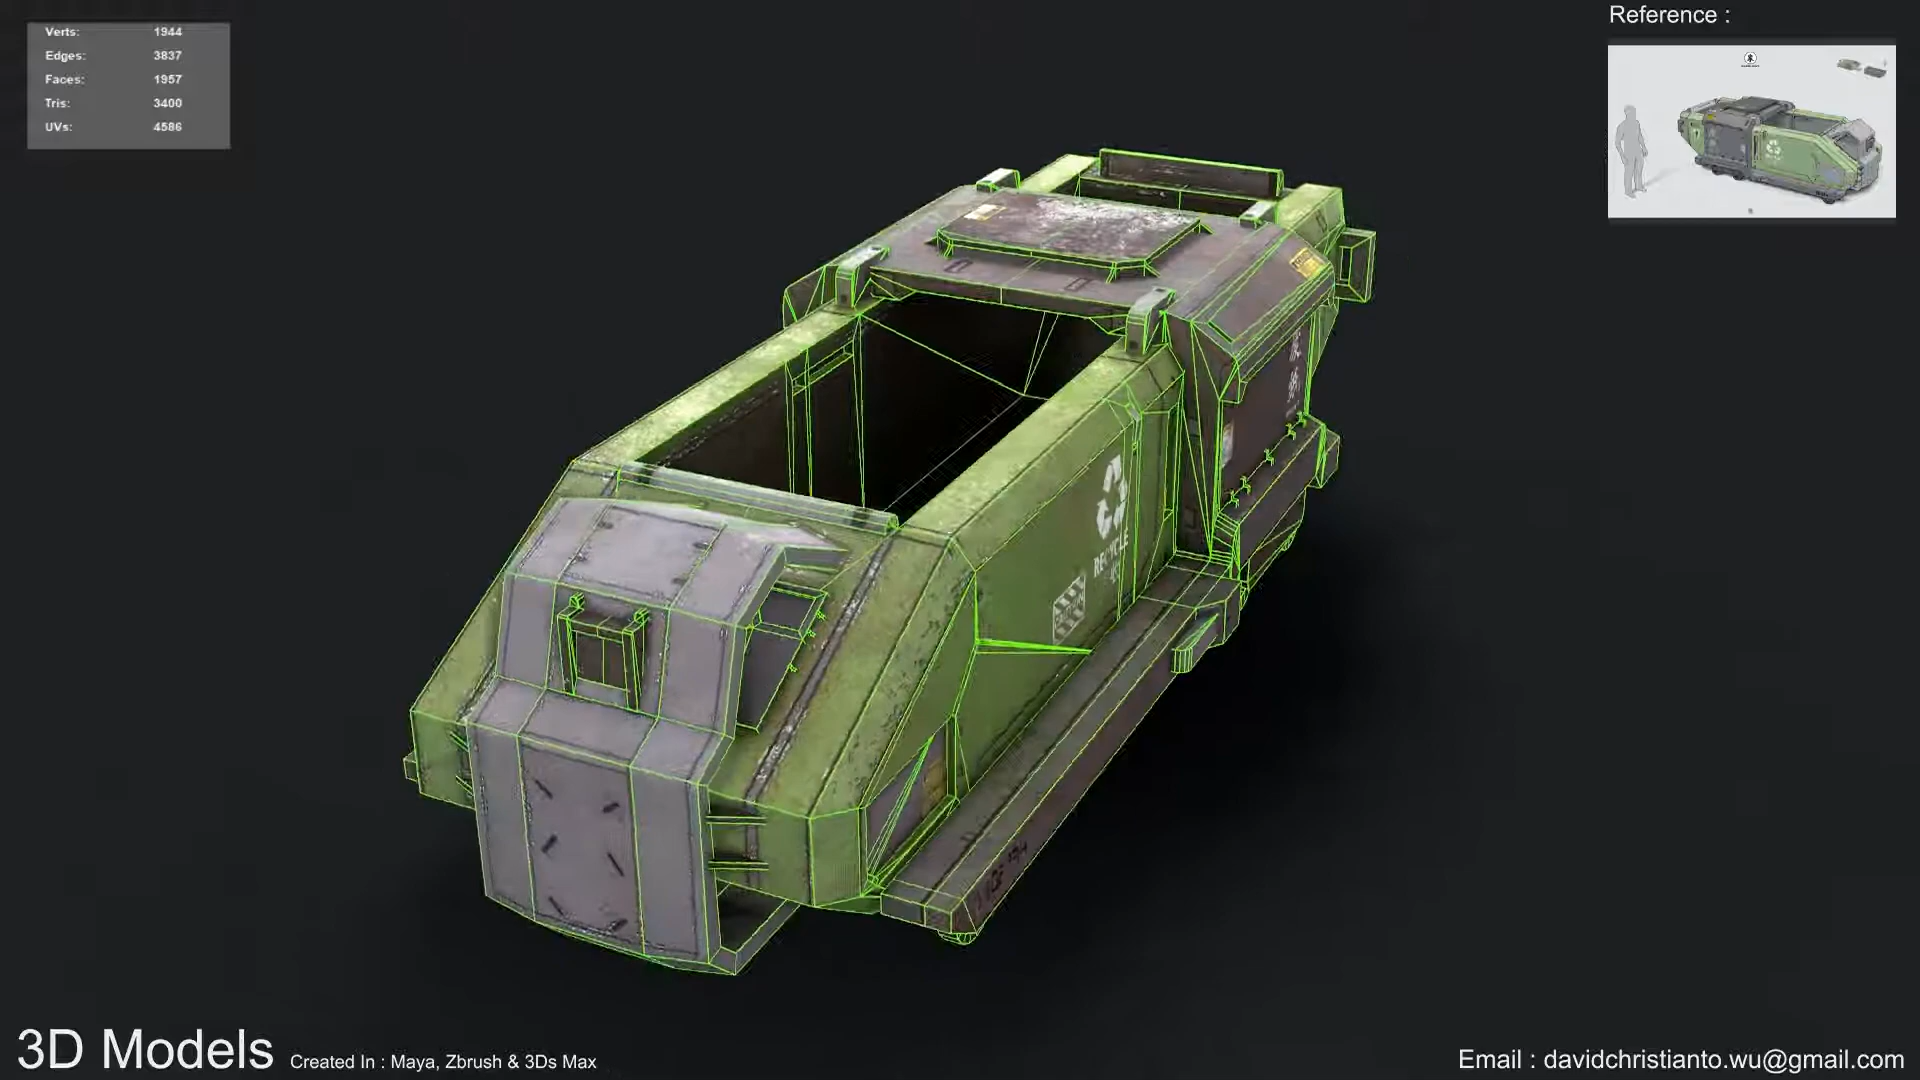 Verts: 1944
Edges: 3837
Faces: 1957
Tris: 3400
UVs: 4586
Reference :
RECYCLE
3D Models Created In : Maya, Zbrush & 3Ds Max
Email : davidchristianto.wu@gmail.com